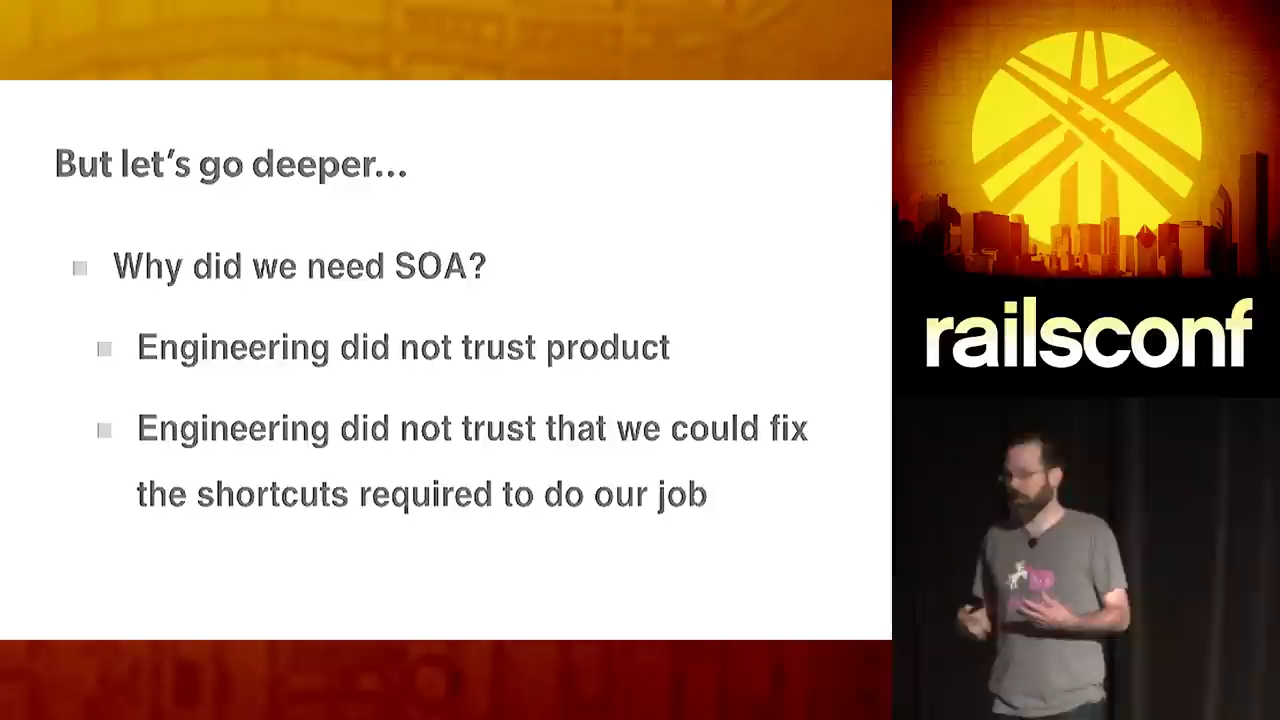 But let's go deeper...
Why did we need SOA?
Engineering did not trust product
Engineering did not trust that we could fix
the shortcuts required to do our job
railsconf